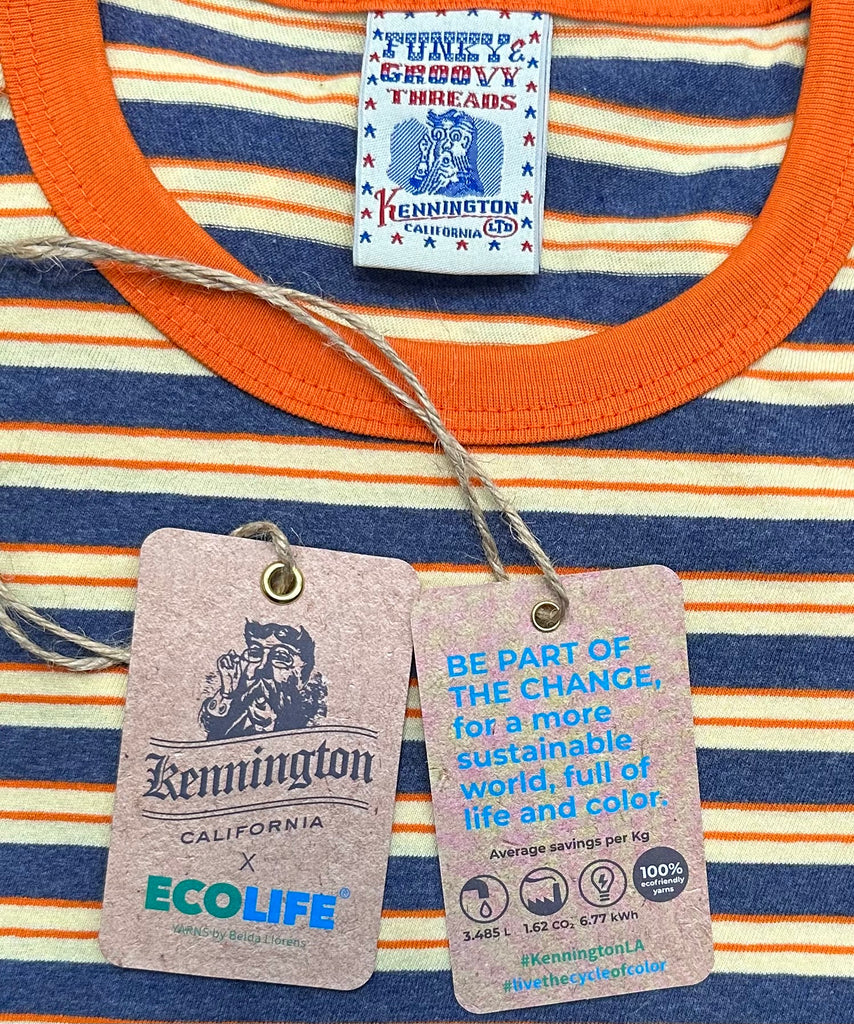 FUNKY &
GROOVY
THREADS
KENNINGTON
CALIFORNIA LTD
Kennington
CALIFORNIA
X
ECOLIFE®
YARNS by Belda Llorens
BE PART OF
THE CHANGE,
for a more
sustainable
world, full of
life and color.
Average savings per Kg
100%
ecofriendly
yarns
3.485 L 1.62 CO₂ 6.77 kWh
#KenningtonLA
#livethecycleofcolor